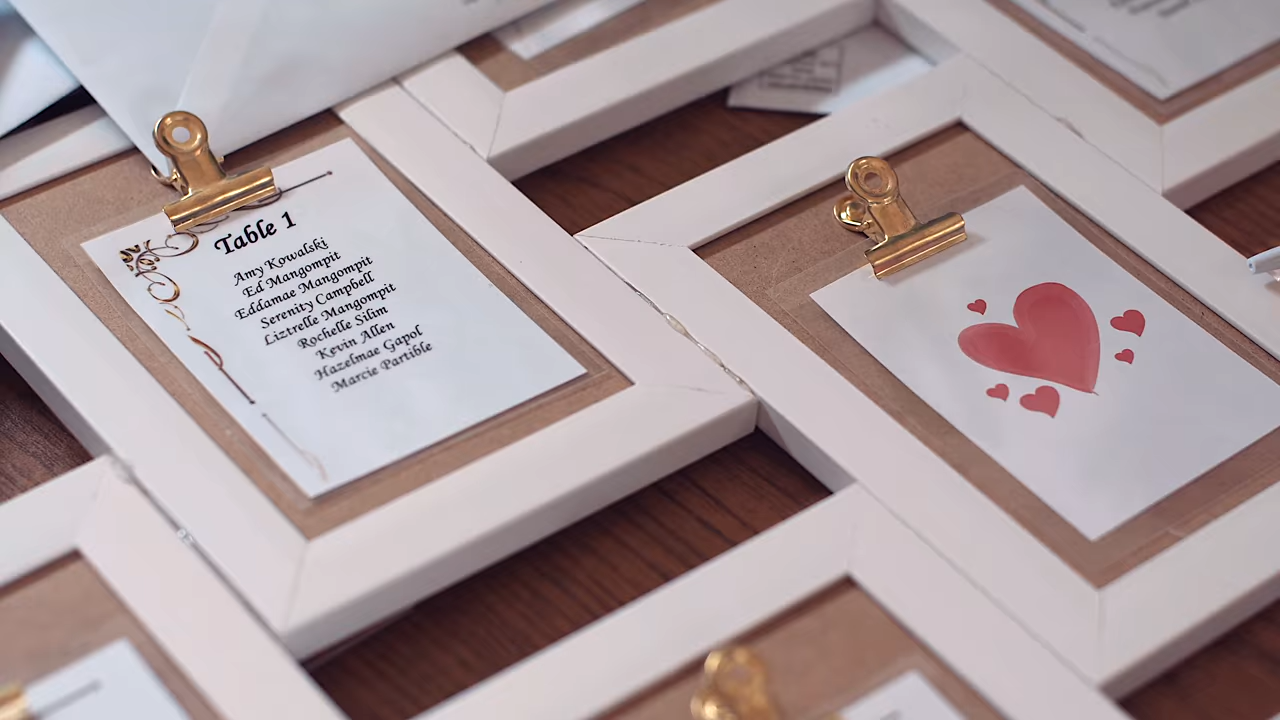 Table 1
Amy Kowalski
Ed Mangompit
Eddamae Mangompit
Serenity Campbell
Liztrelle Mangompit
Rochelle Silim
Kevin Allen
Hazelmae Gapol
Marcie Partible